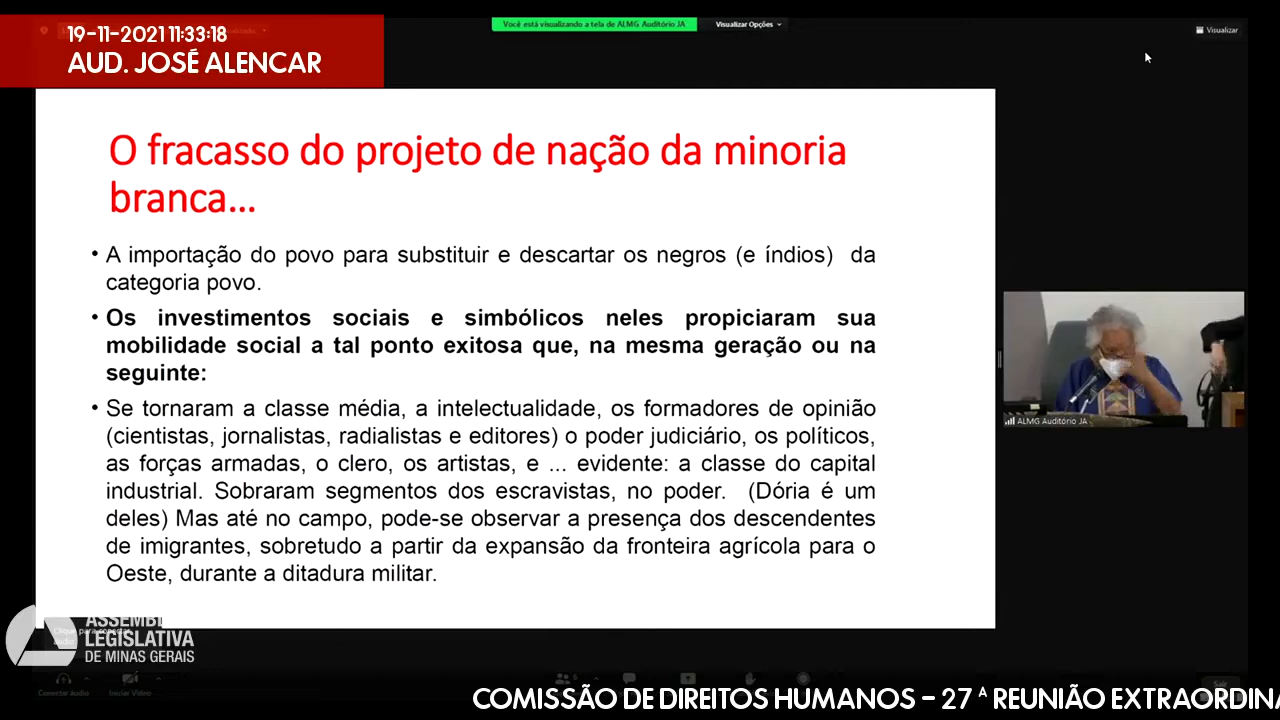 19-11-2021 11:33:18
AUD. JOSÉ ALENCAR
Você está visualizando a tela de ALMG Auditório JA
Visualizar Opções
Visualizar
O fracasso do projeto de nação da minoria
branca...
• A importação do povo para substituir e descartar os negros (e índios) da
categoria povo.
• Os investimentos sociais e simbólicos neles propiciaram sua
mobilidade social a tal ponto exitosa que, na mesma geração ou na
seguinte:
• Se tornaram a classe média, a intelectualidade, os formadores de opinião
(cientistas, jornalistas, radialistas e editores) o poder judiciário, os políticos,
as forças armadas, o clero, os artistas, e ... evidente: a classe do capital
industrial. Sobraram segmentos dos escravistas, no poder. (Dória é um
deles) Mas até no campo, pode-se observar a presença dos descendentes
de imigrantes, sobretudo a partir da expansão da fronteira agrícola para o
Oeste, durante a ditadura militar.
ALMG Auditório JA
ASSEMBL
LEGISLATIVA
DE MINAS GERAIS
Conectar áudio
Iniciar Vídeo
Sair
COMISSÃO DE DIREITOS HUMANOS - 27 ª REUNIÃO EXTRAORDINA